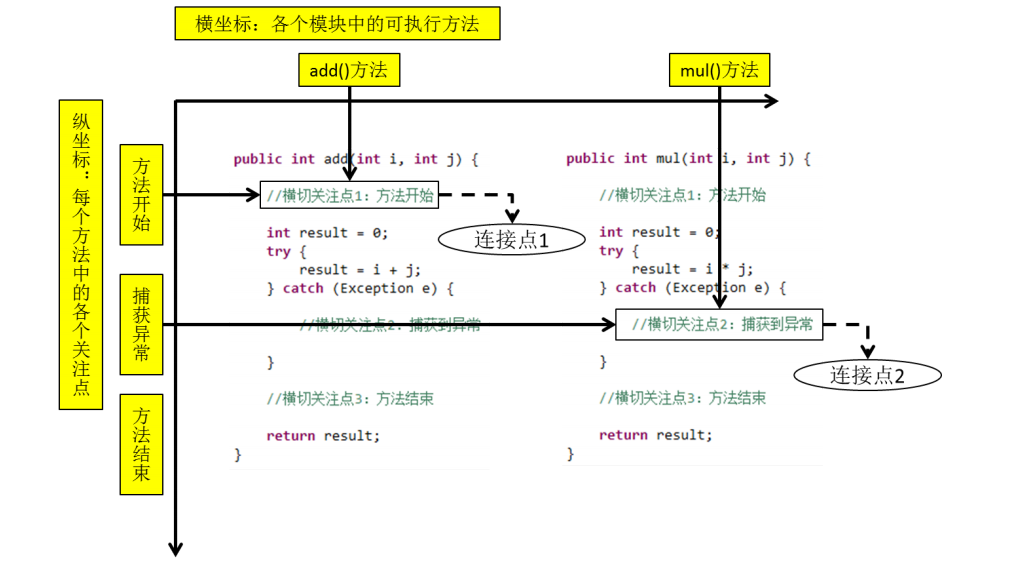 横坐标：各个模块中的可执行方法
add()方法
mul()方法
纵坐标：每个方法中的各个关注点
方法开始
捕获异常
方法结束
public int add(int i, int j) {
//横切关注点1：方法开始
连接点1
int result = 0;
try {
result = i + j;
} catch (Exception e) {
//横切关注点2：捕获到异常
}
//横切关注点3：方法结束
return result;
}
public int mul(int i, int j) {
//横切关注点1：方法开始
int result = 0;
try {
result = i * j;
} catch (Exception e) {
//横切关注点2：捕获到异常
连接点2
}
//横切关注点3：方法结束
return result;
}